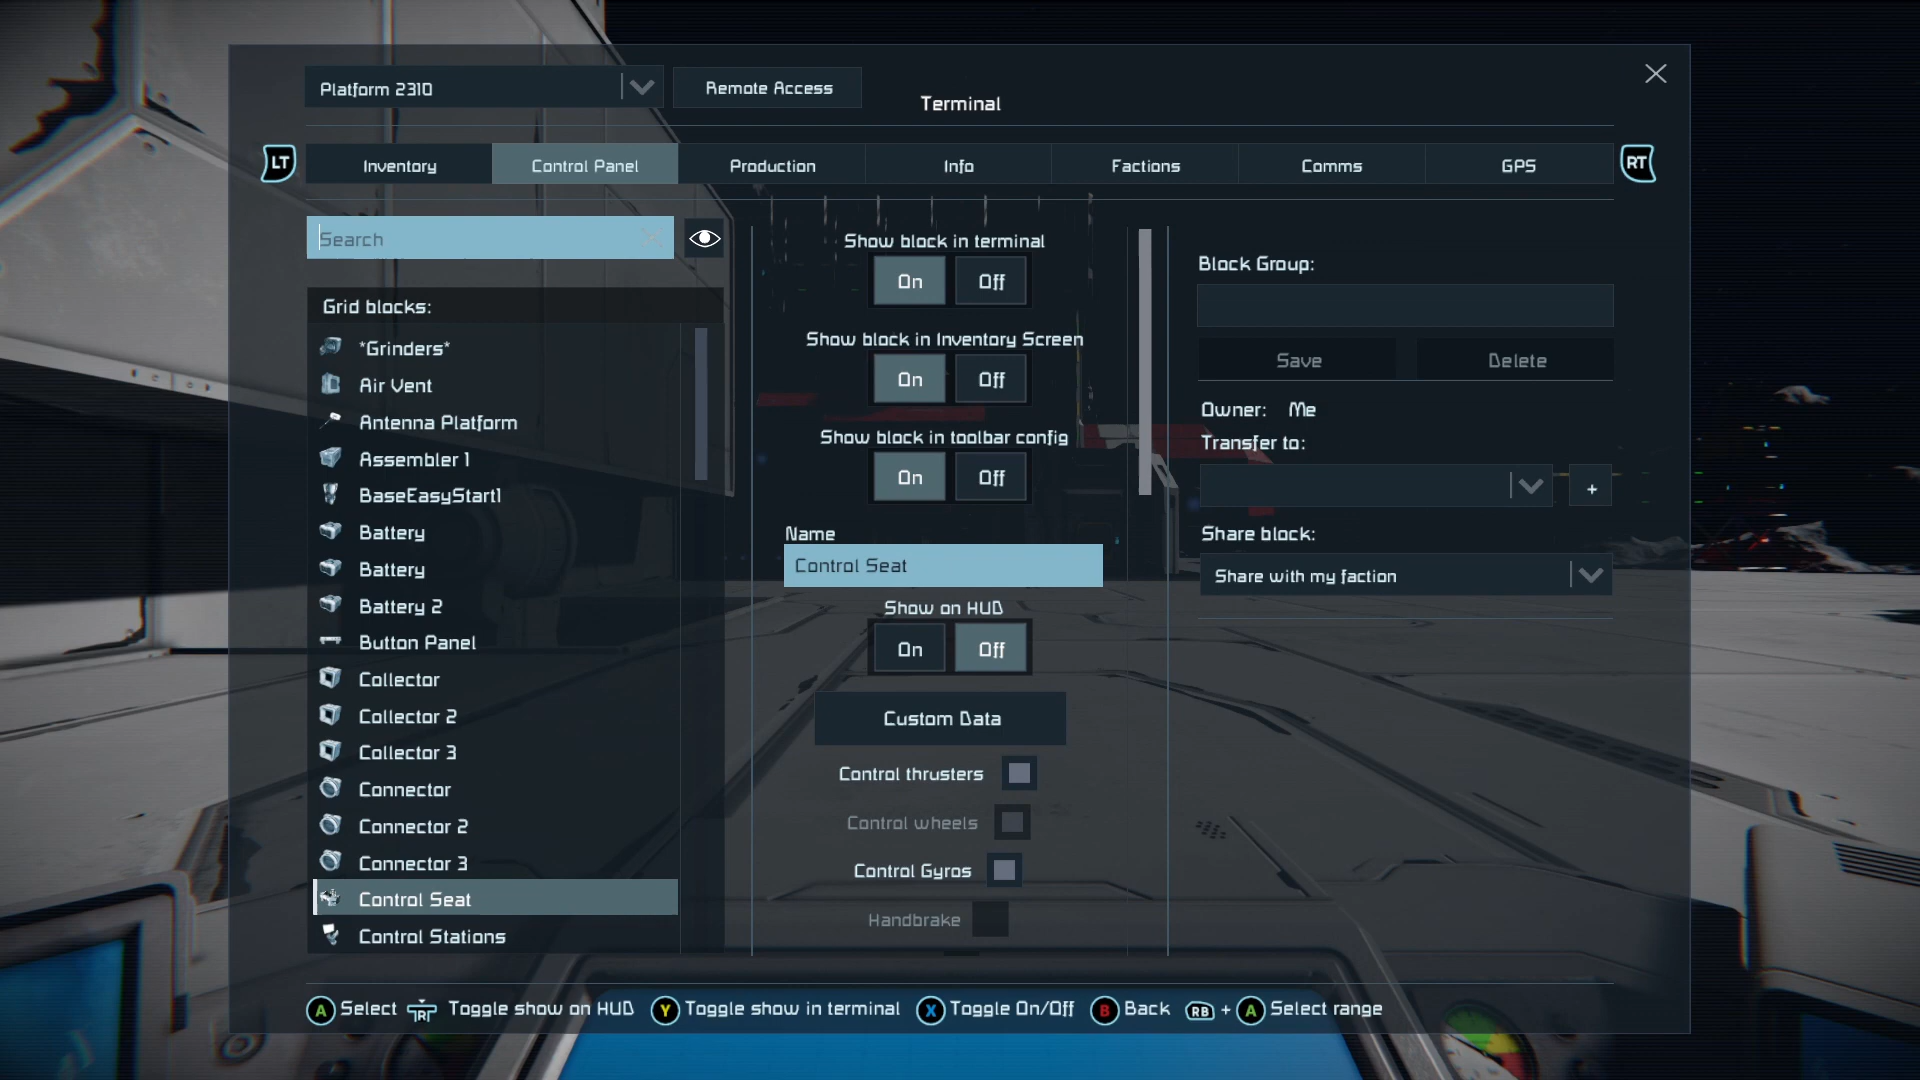 Platform 2310
Remote Access
Terminal
LT
Inventory
Control Panel
Production
Info
Factions
Comms
GPS
RT
Search
Grid blocks:
*Grinders*
Air Vent
Antenna Platform
Assembler 1
BaseEasyStart1
Battery
Battery
Battery 2
Button Panel
Collector
Collector 2
Collector 3
Connector
Connector 2
Connector 3
Control Seat
Control Stations
Show block in terminal
On Off
Show block in Inventory Screen
On Off
Show block in toolbar config
On Off
Name
Control Seat
Show on HUD
On Off
Custom Data
Control thrusters
Control wheels
Control Gyros
Handbrake
Block Group:
Save Delete
Owner: Me
Transfer to:
+
Share block:
Share with my faction
A Select R Toggle show on HUD Y Toggle show in terminal X Toggle On/Off B Back RB + A Select range